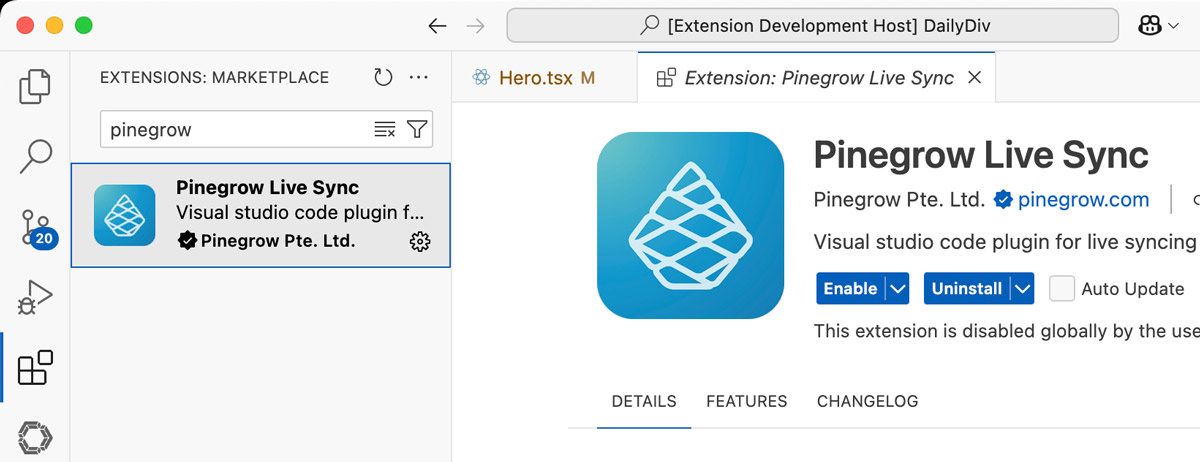 [Extension Development Host] DailyDiv
EXTENSIONS: MARKETPLACE
pinegrow
Pinegrow Live Sync
Visual studio code plugin f...
Pinegrow Pte. Ltd.
20
Hero.tsx M
Extension: Pinegrow Live Sync
Pinegrow Live Sync
Pinegrow Pte. Ltd. pinegrow.com
Visual studio code plugin for live syncing
Enable Uninstall Auto Update
This extension is disabled globally by the use
DETAILS FEATURES CHANGELOG